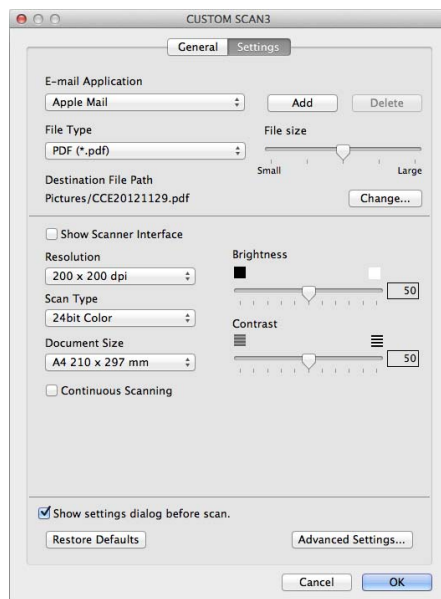 CUSTOM SCAN3
General Settings
E-mail Application
Apple Mail Add Delete
File Type File size
PDF (*.pdf)
Small Large
Destination File Path
Pictures/CCE20121129.pdf Change...
Show Scanner Interface
Resolution Brightness
200 x 200 dpi 50
Scan Type
24bit Color Contrast
Document Size
A4 210 x 297 mm 50
Continuous Scanning
Show settings dialog before scan.
Restore Defaults Advanced Settings...
Cancel OK